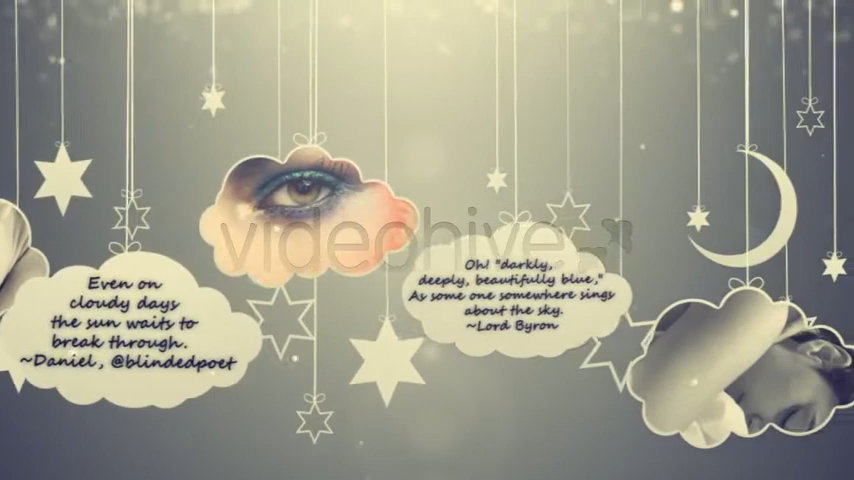 Even on
cloudy days
the sun waits to
break through.
~Daniel, @blindedpoet
videohive
Oh! "darkly,
deeply, beautifully blue,"
As some one somewhere sings
about the sky.
~Lord Byron